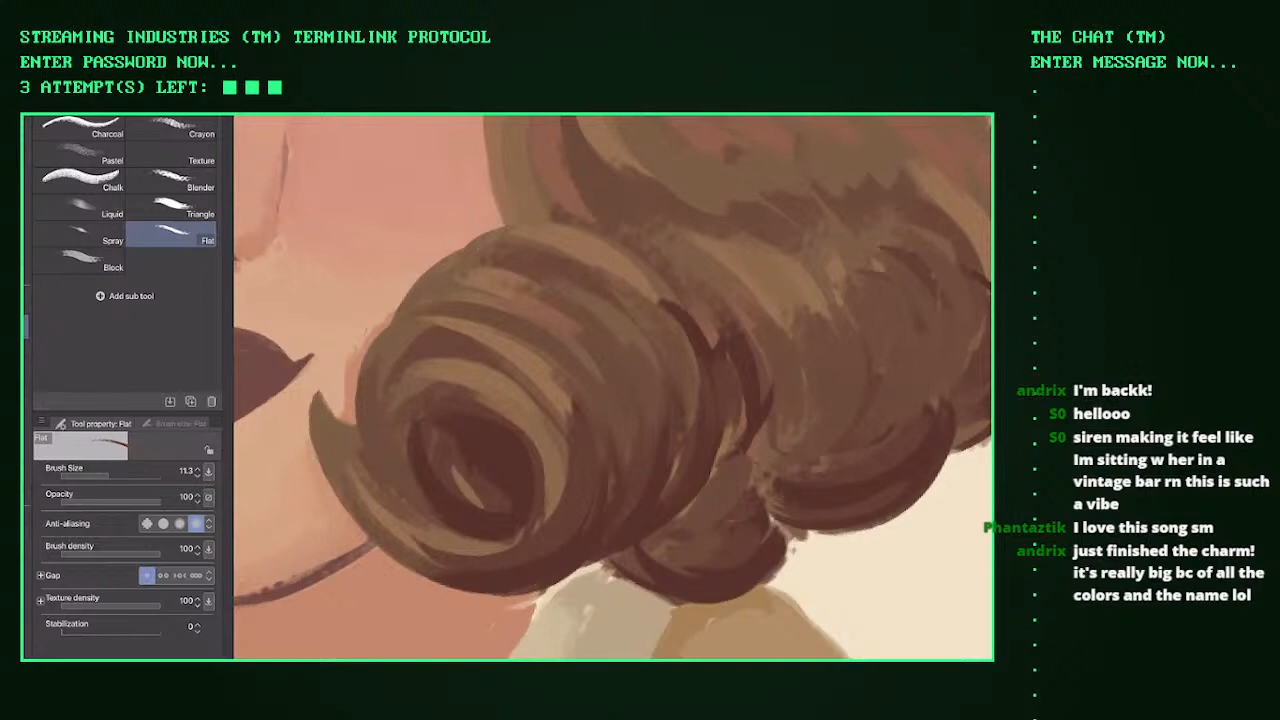 STREAMING INDUSTRIES (TM) TERMINLINK PROTOCOL
ENTER PASSWORD NOW...
3 ATTEMPT(S) LEFT:
THE CHAT (TM)
ENTER MESSAGE NOW...
Charcoal
Crayon
Pastel
Texture
Chalk
Blender
Liquid
Triangle
Spray
Flat
Block
Add sub tool
Tool property: Flat
Brush size: Flat
Flat
Brush Size 11.3
Opacity 100
Anti-aliasing
Brush density 100
Gap
Texture density 100
Stabilization 0
andrix I'm backk!
S0 hellooo
S0 siren making it feel like
Im sitting w her in a
vintage bar rn this is such
a vibe
Phantaztik I love this song sm
andrix just finished the charm!
it's really big bc of all the
colors and the name lol